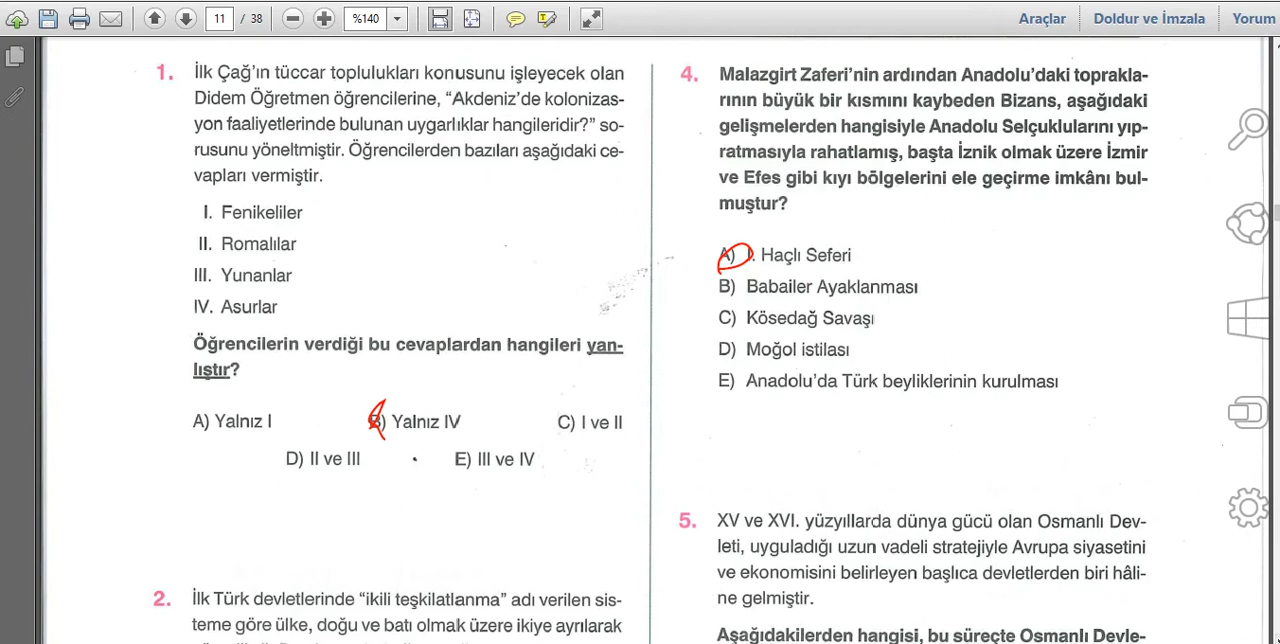 11 / 38
%140
Araçlar
Doldur ve İmzala
Yorum
1. İlk Çağ’ın tüccar toplulukları konusunu işleyecek olan
Didem Öğretmen öğrencilerine, “Akdeniz’de kolonizas-
yon faaliyetlerinde bulunan uygarlıklar hangileridir?” so-
rusunu yöneltmiştir. Öğrencilerden bazıları aşağıdaki ce-
vapları vermiştir.
I. Fenikeliler
II. Romalılar
III. Yunanlar
IV. Asurlar
Öğrencilerin verdiği bu cevaplardan hangileri yan-
lıştır?
A) Yalnız I B) Yalnız IV C) I ve II
D) II ve III E) III ve IV
2. İlk Türk devletlerinde “ikili teşkilatlanma” adı verilen sis-
teme göre ülke, doğu ve batı olmak üzere ikiye ayrılarak
4. Malazgirt Zaferi’nin ardından Anadolu’daki toprakla-
rının büyük bir kısmını kaybeden Bizans, aşağıdaki
gelişmelerden hangisiyle Anadolu Selçuklularını yıp-
ratmasıyla rahatlamış, başta İznik olmak üzere İzmir
ve Efes gibi kıyı bölgelerini ele geçirme imkânı bul-
muştur?
A) I. Haçlı Seferi
B) Babailer Ayaklanması
C) Kösedağ Savaşı
D) Moğol istilası
E) Anadolu’da Türk beyliklerinin kurulması
5. XV ve XVI. yüzyıllarda dünya gücü olan Osmanlı Dev-
leti, uyguladığı uzun vadeli stratejiyle Avrupa siyasetini
ve ekonomisini belirleyen başlıca devletlerden biri hâli-
ne gelmiştir.
Aşağıdakilerden hangisi, bu süreçte Osmanlı Devle-